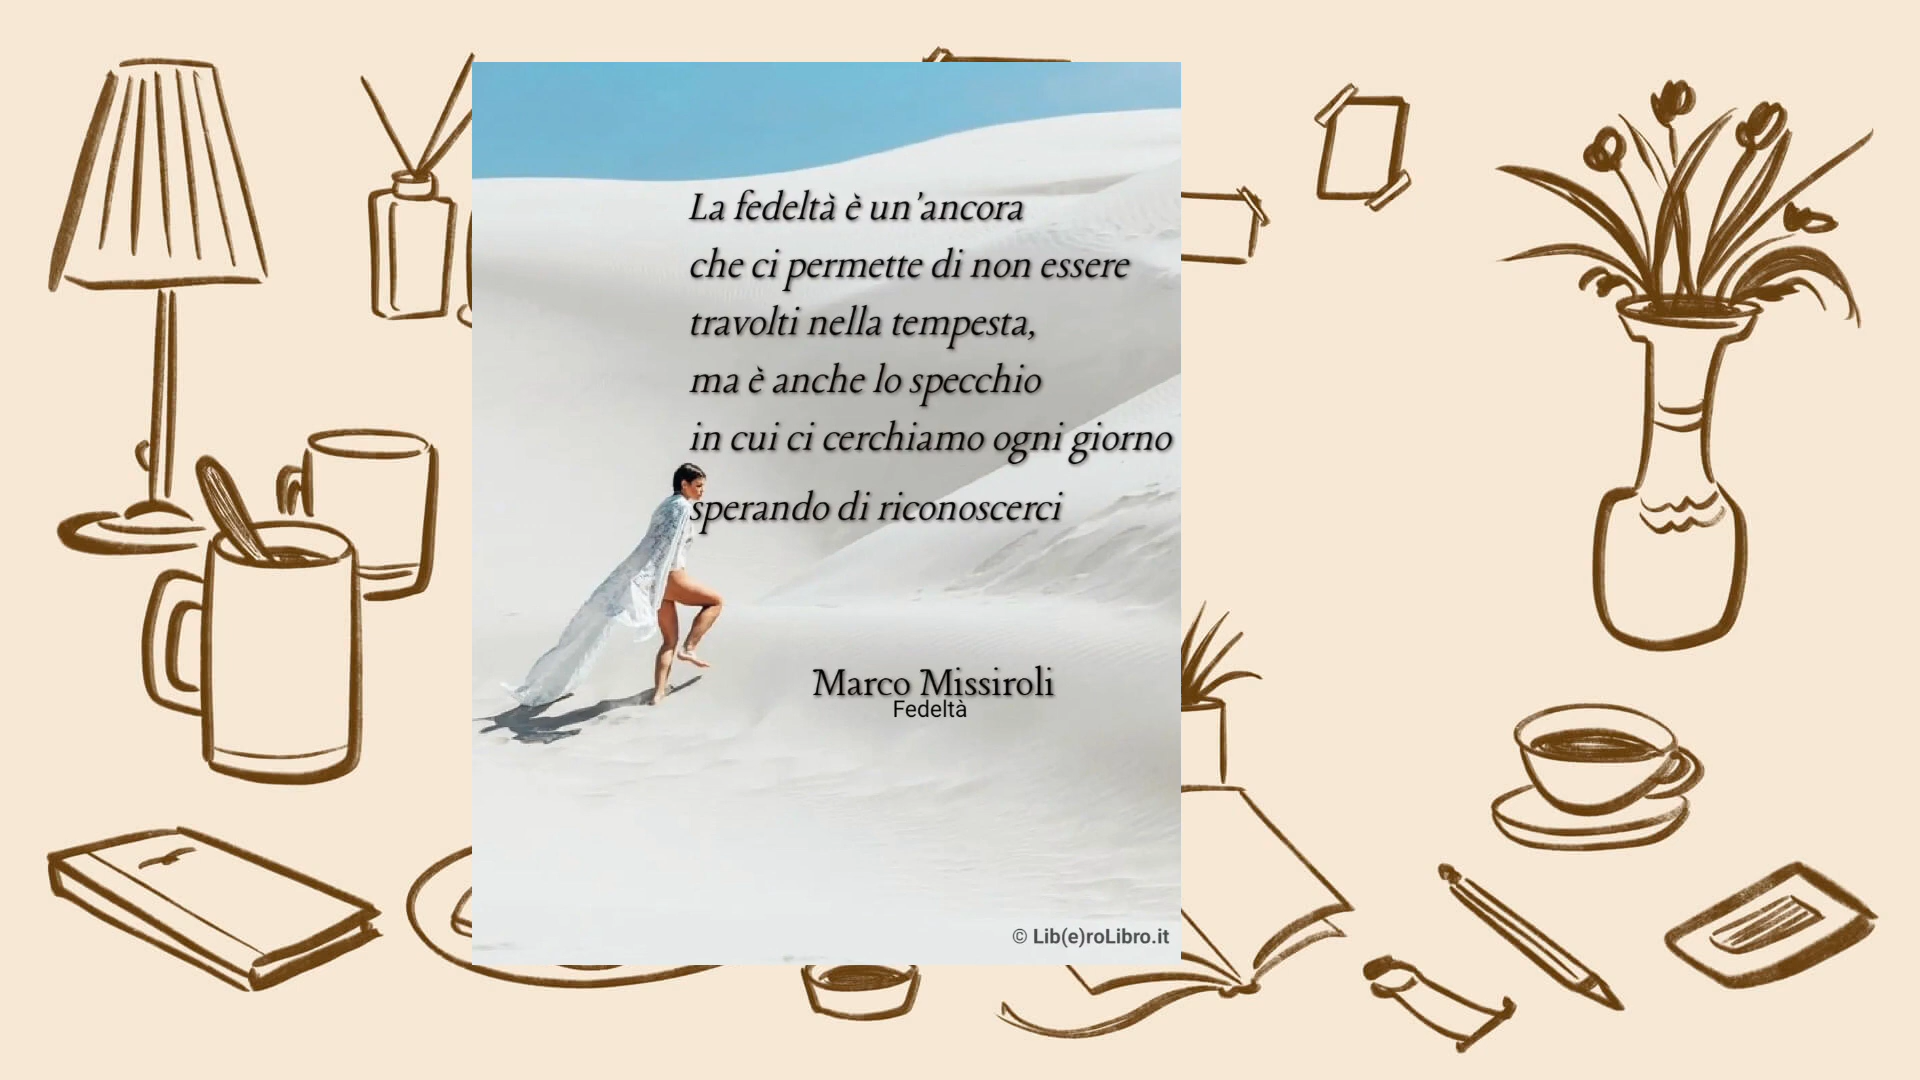 La fedeltà è un'ancora
che ci permette di non essere
travolti nella tempesta,
ma è anche lo specchio
in cui ci cerchiamo ogni giorno
sperando di riconoscerci
Marco Missiroli
Fedeltà
© Lib(e)roLibro.it